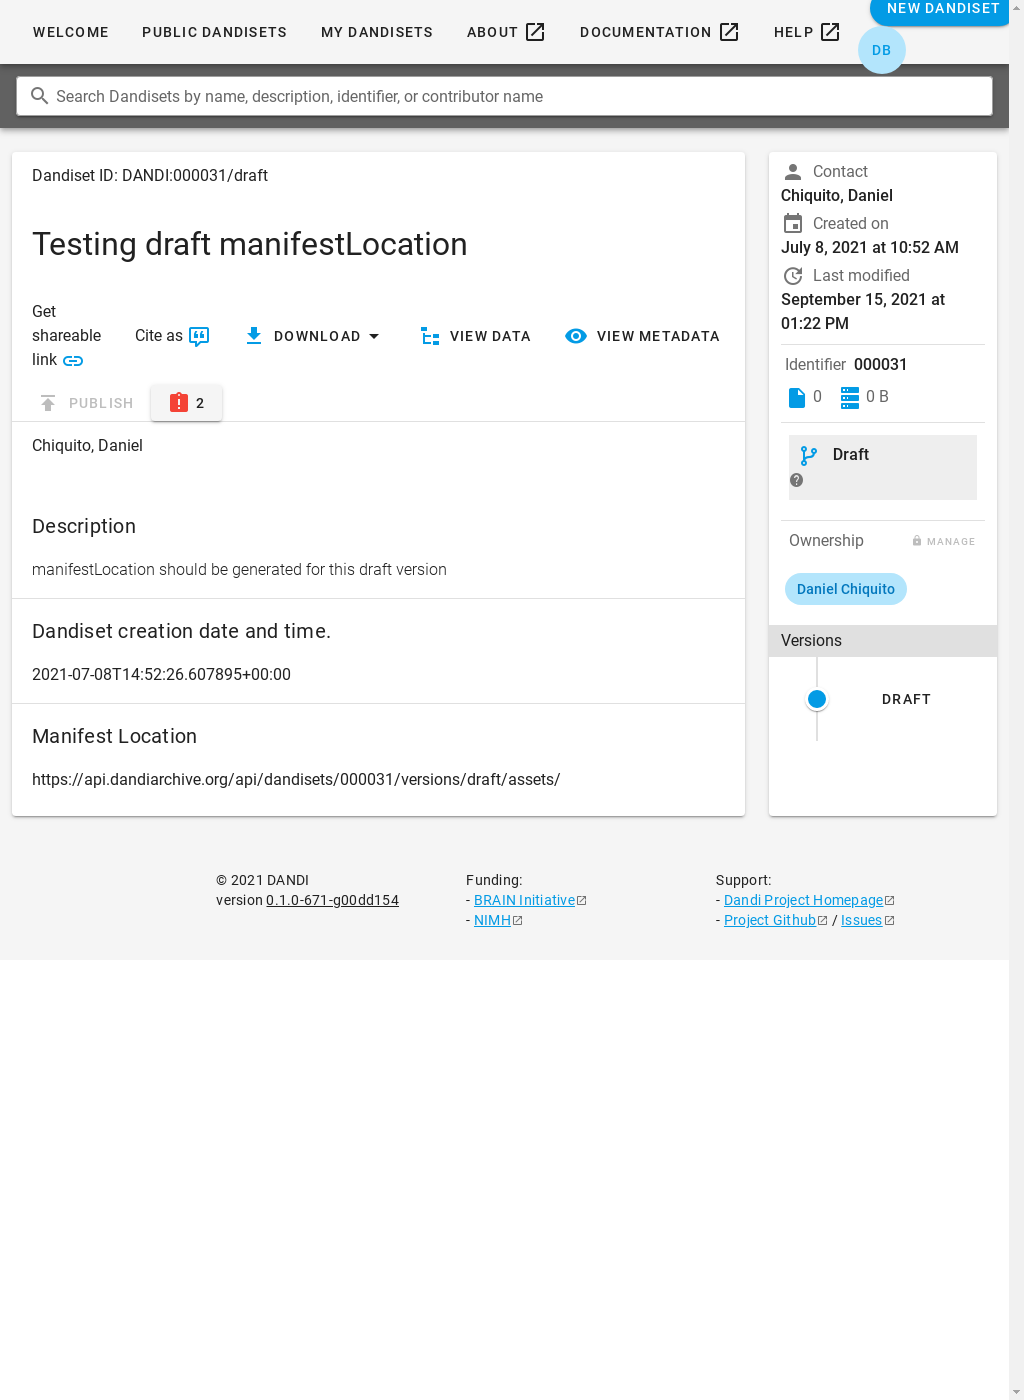 WELCOME PUBLIC DANDISETS MY DANDISETS ABOUT DOCUMENTATION HELP NEW DANDISET
DB
Search Dandisets by name, description, identifier, or contributor name
Dandiset ID: DANDI:000031/draft
Testing draft manifestLocation
Get shareable link
Cite as
DOWNLOAD
VIEW DATA
VIEW METADATA
PUBLISH
2
Chiquito, Daniel
Description
manifestLocation should be generated for this draft version
Dandiset creation date and time.
2021-07-08T14:52:26.607895+00:00
Manifest Location
https://api.dandiarchive.org/api/dandisets/000031/versions/draft/assets/
Contact
Chiquito, Daniel
Created on
July 8, 2021 at 10:52 AM
Last modified
September 15, 2021 at
01:22 PM
Identifier 000031
0 0 B
Draft
Ownership MANAGE
Daniel Chiquito
Versions
DRAFT
© 2021 DANDI
version 0.1.0-671-g00dd154
Funding:
- BRAIN Initiative
- NIMH
Support:
- Dandi Project Homepage
- Project Github / Issues